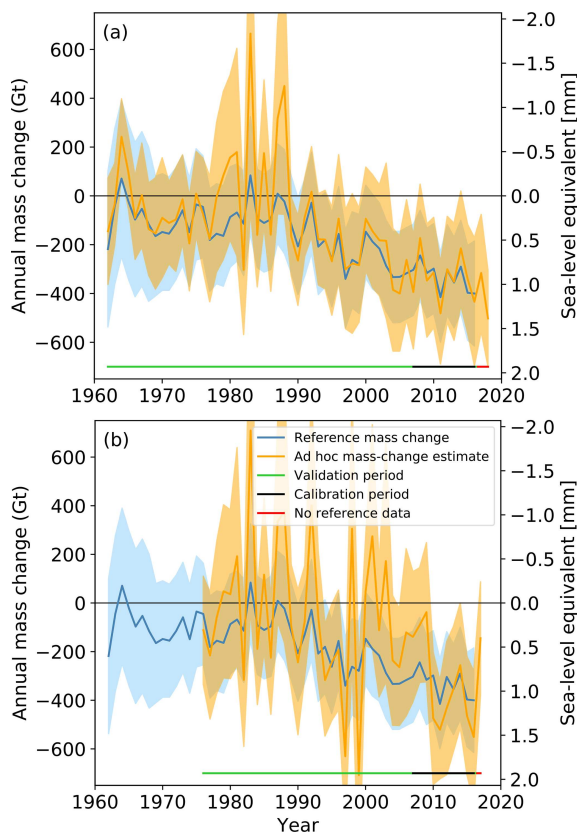 (a)
Annual mass change (Gt)
600
400
200
0
−200
−400
−600
−2.0
−1.5
−1.0
−0.5
0.0
0.5
1.0
1.5
2.0
Sea-level equivalent [mm]
1960 1970 1980 1990 2000 2010 2020
(b)
Reference mass change
Ad hoc mass-change estimate
Validation period
Calibration period
No reference data
Annual mass change (Gt)
600
400
200
0
−200
−400
−600
−2.0
−1.5
−1.0
−0.5
0.0
0.5
1.0
1.5
2.0
Sea-level equivalent [mm]
1960 1970 1980 1990 2000 2010 2020
Year